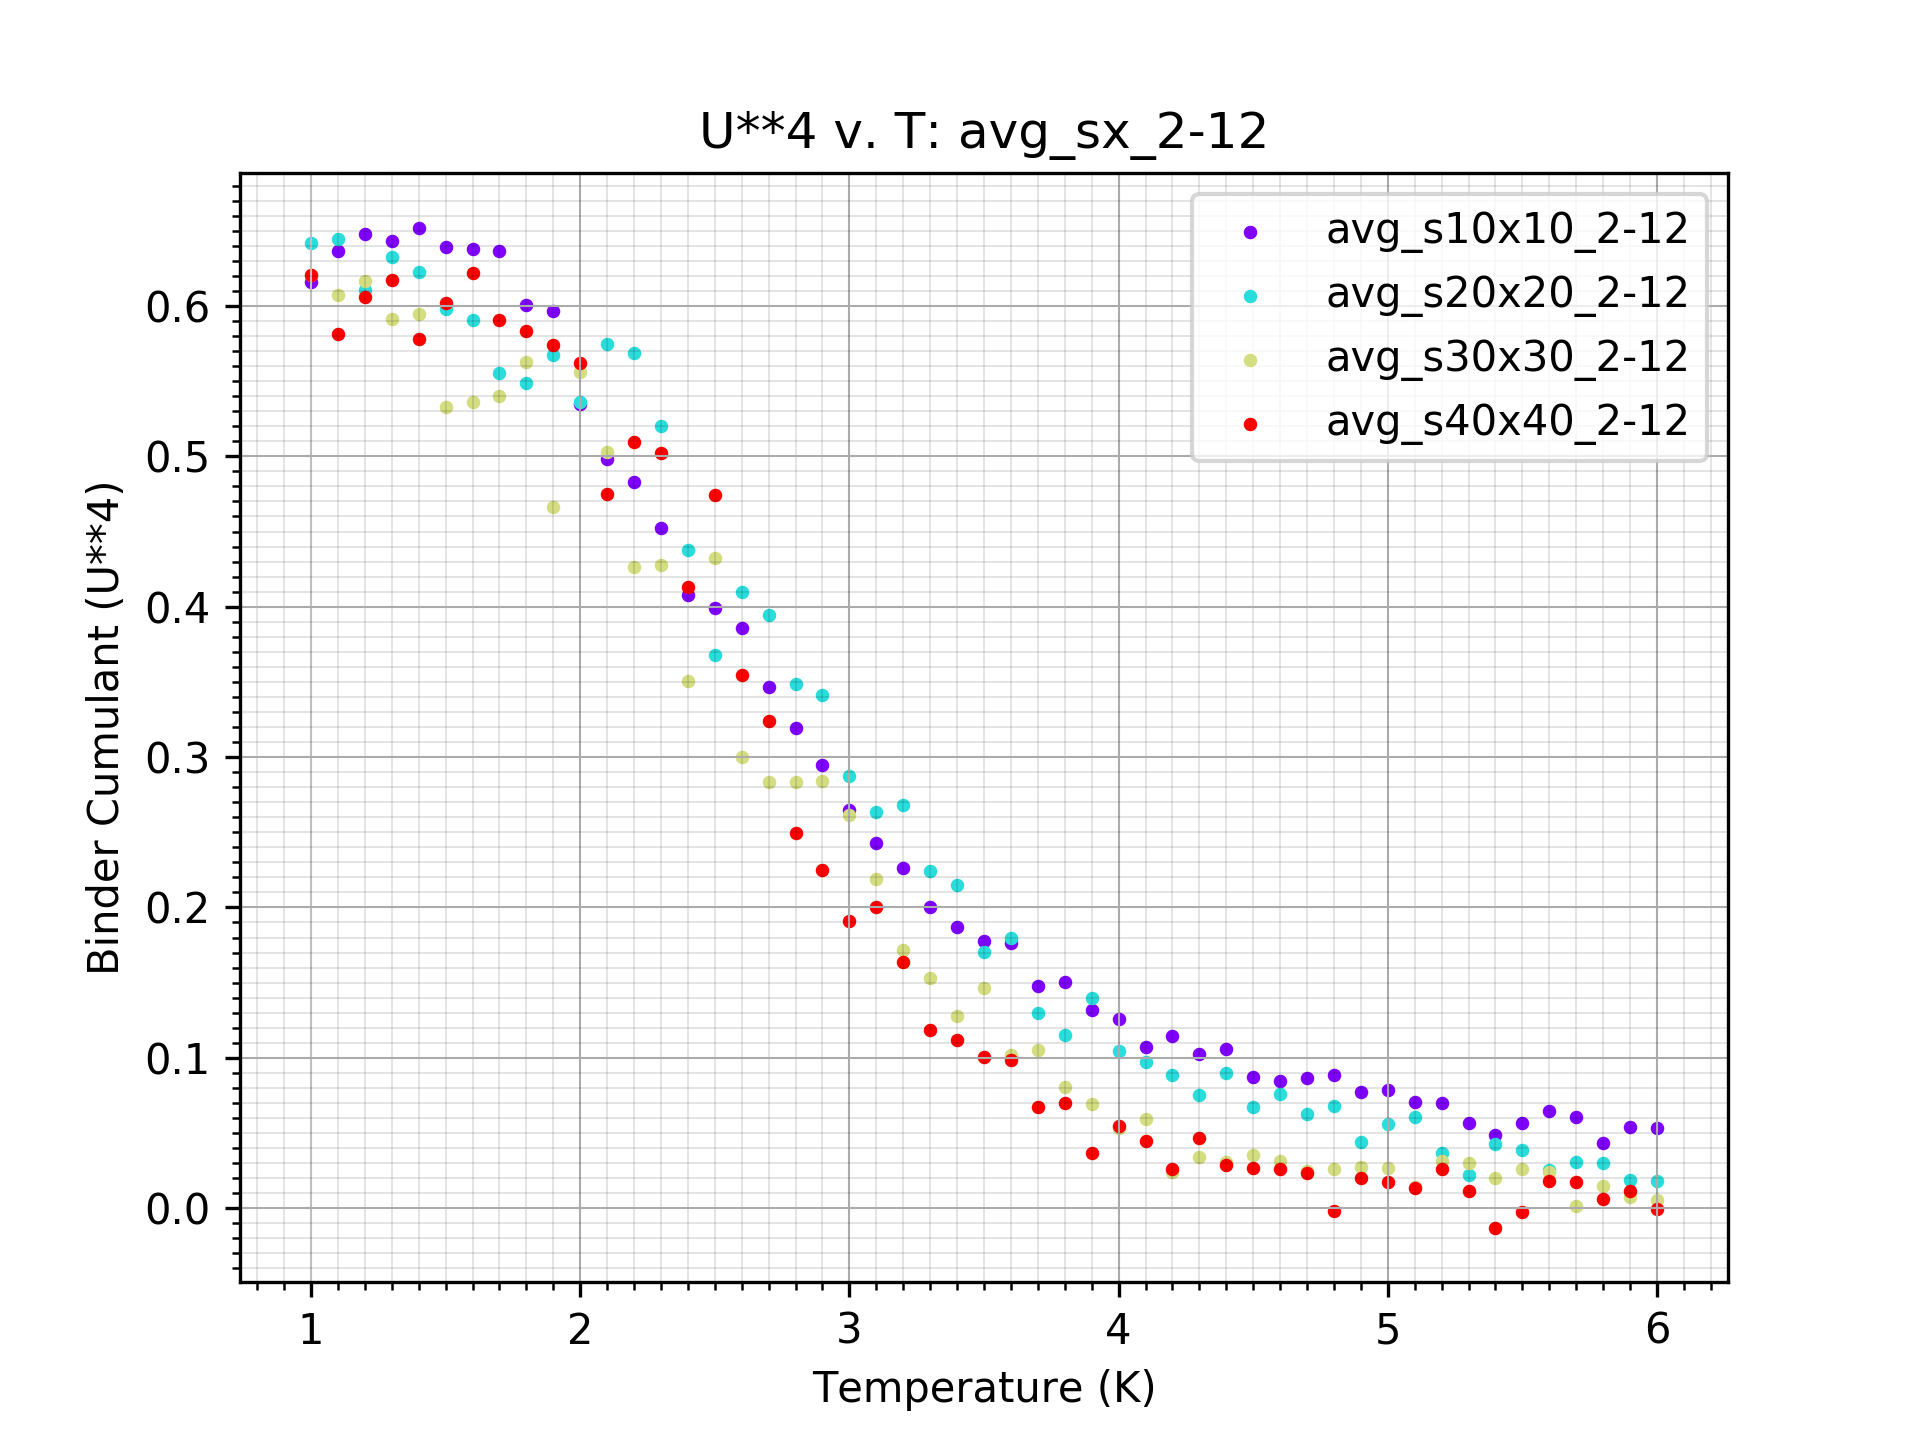 U**4 v. T: avg_sx_2-12
avg_s10x10_2-12
avg_s20x20_2-12
avg_s30x30_2-12
avg_s40x40_2-12
Binder Cumulant (U**4)
0.6
0.5
0.4
0.3
0.2
0.1
0.0
1 2 3 4 5 6
Temperature (K)